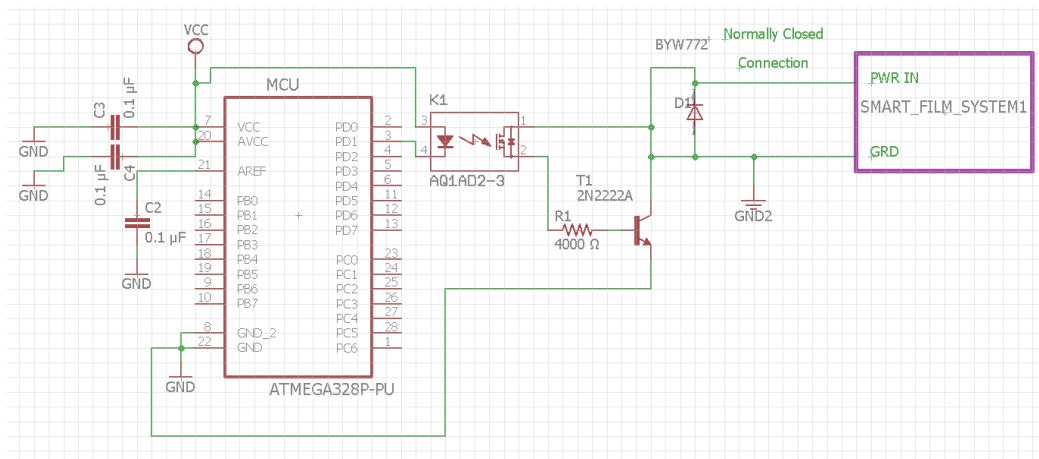 VCC
BYW772
Normally Closed
Connection
MCU
C3
0.1 µF
K1
D1
PWR IN
SMART_FILM_SYSTEM1
GRD
GND
7
20
21
VCC
AVCC
AREF
PD0
PD1
PD2
PD3
PD4
PD5
PD6
PD7
2
3
4
5
6
11
12
13
3
4
1
2
AQ1AD2-3
C4
0.1 µF
GND
T1
2N2222A
R1
4000 Ω
GND2
C2
0.1 µF
GND
14
15
16
17
18
19
9
10
PB0
PB1
PB2
PB3
PB4
PB5
PB6
PB7
PC0
PC1
PC2
PC3
PC4
PC5
PC6
23
24
25
26
27
28
1
8
22
GND_2
GND
GND
ATMEGA328P-PU